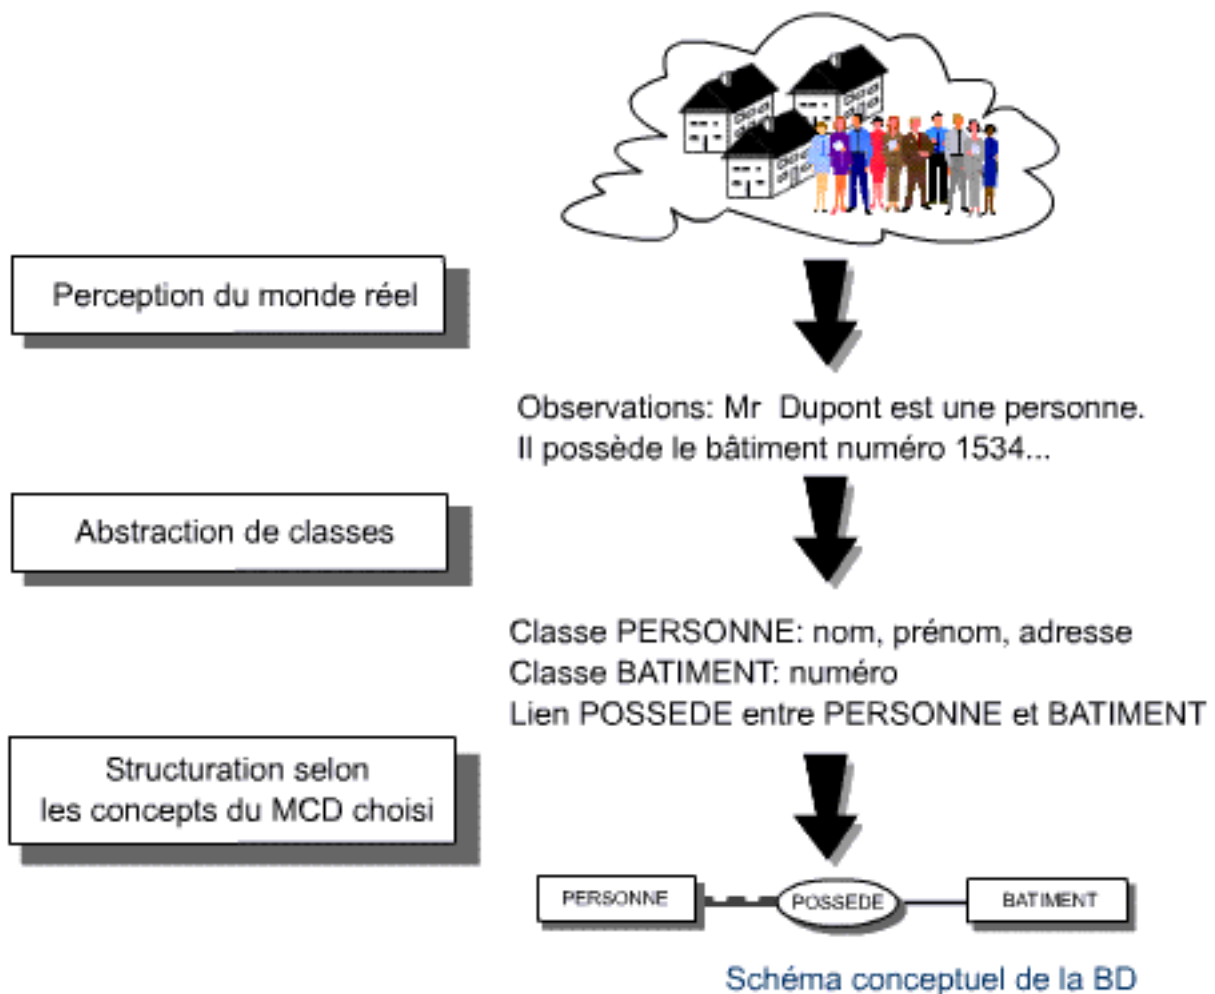 Perception du monde réel
Observations: Mr Dupont est une personne.
Il possède le bâtiment numéro 1534...
Abstraction de classes
Classe PERSONNE: nom, prénom, adresse
Classe BATIMENT: numéro
Lien POSSEDE entre PERSONNE et BATIMENT
Structuration selon
les concepts du MCD choisi
PERSONNE
POSSEDE
BATIMENT
Schéma conceptuel de la BD